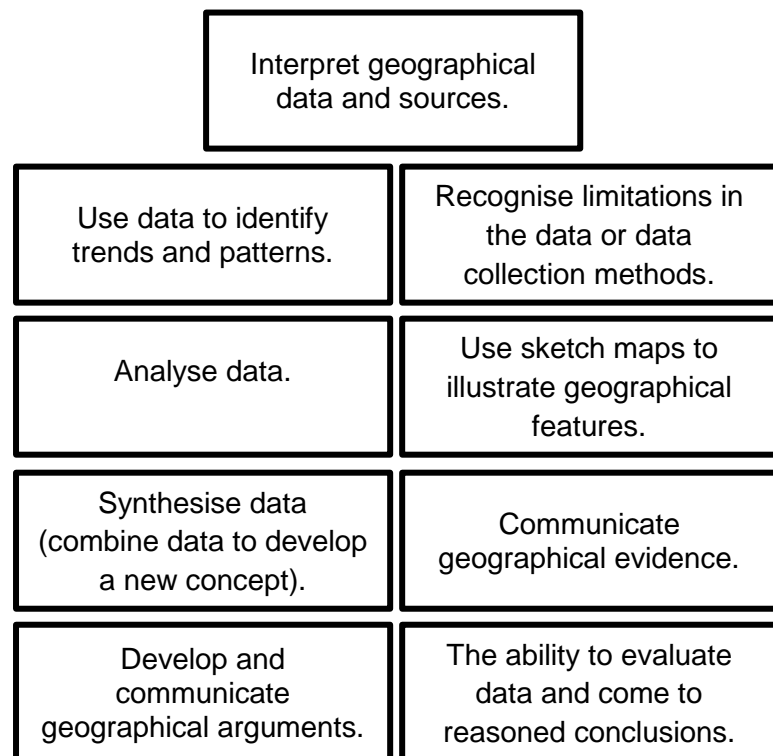 Interpret geographical
data and sources.
Use data to identify
trends and patterns.
Recognise limitations in
the data or data
collection methods.
Analyse data.
Use sketch maps to
illustrate geographical
features.
Synthesise data
(combine data to develop
a new concept).
Communicate
geographical evidence.
Develop and
communicate
geographical arguments.
The ability to evaluate
data and come to
reasoned conclusions.